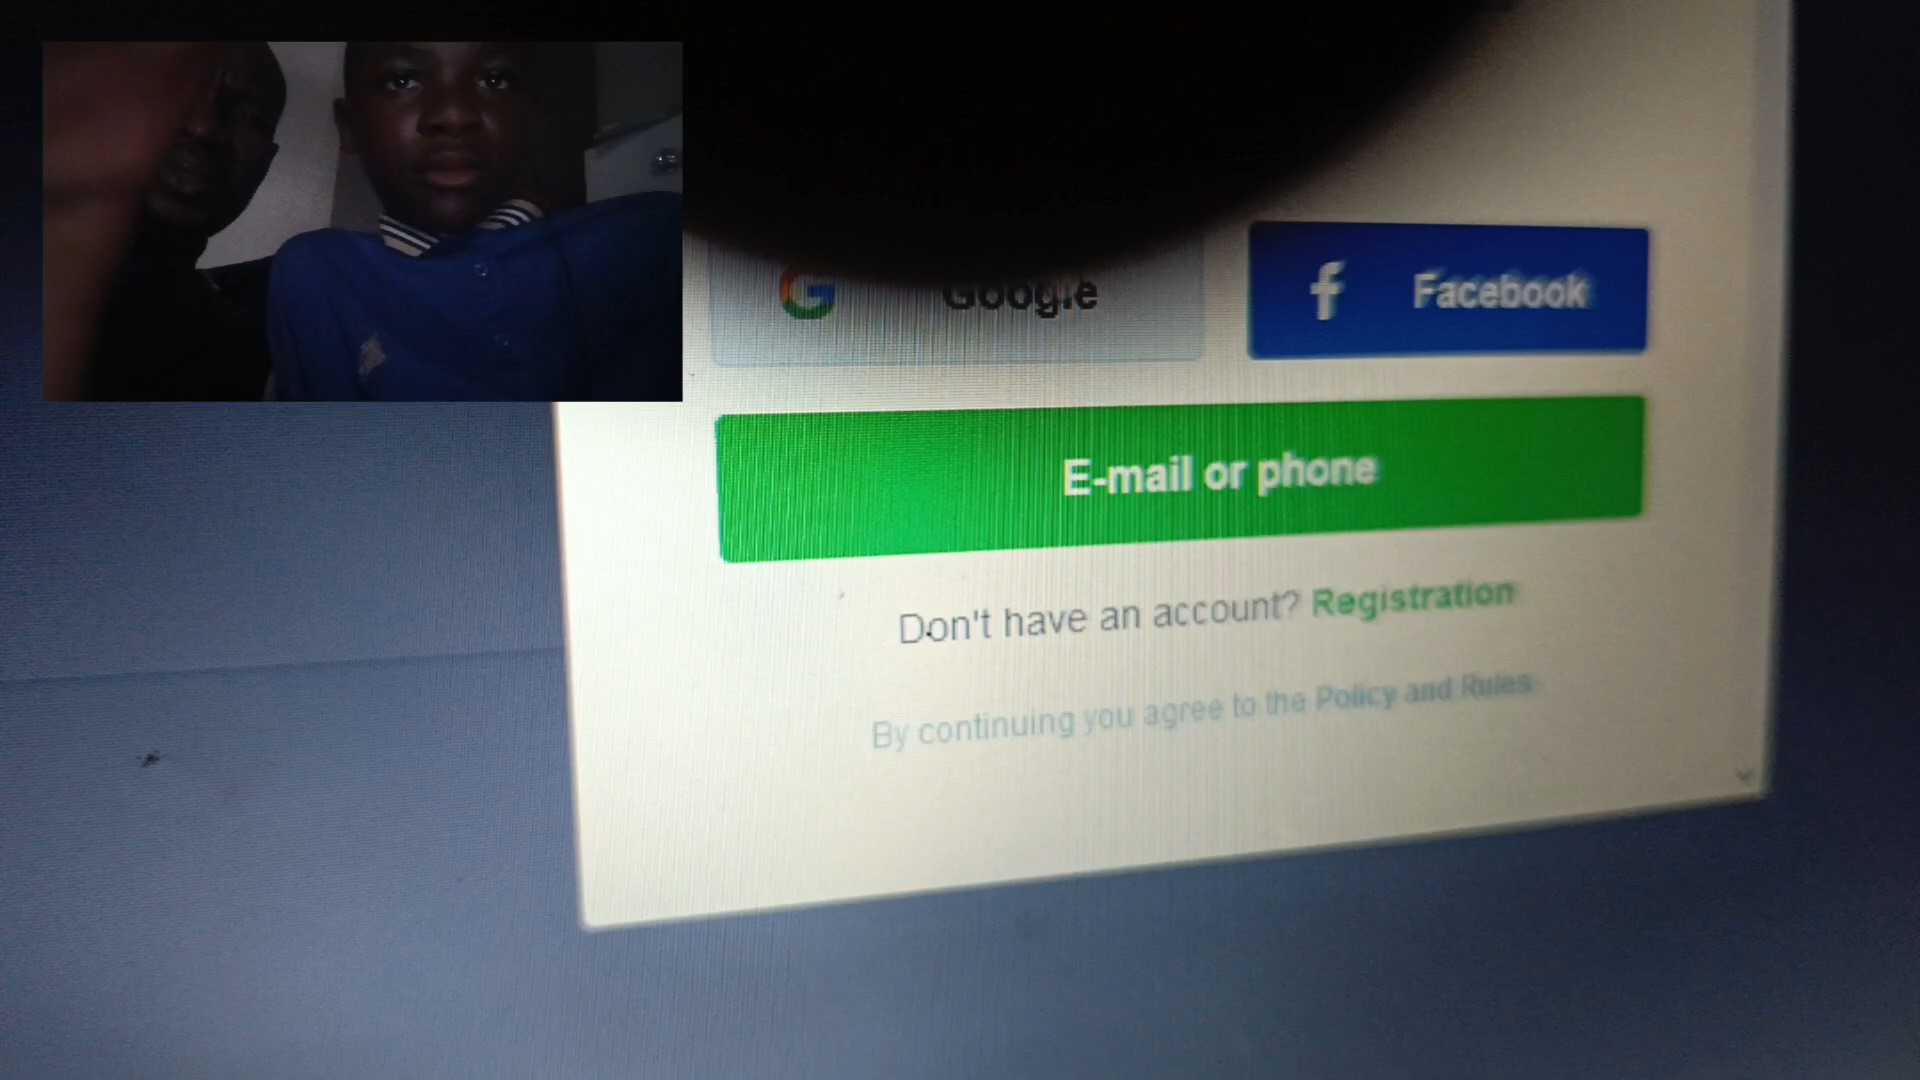 Google
Facebook
E-mail or phone
Don't have an account? Registration
By continuing you agree to the Policy and Rules